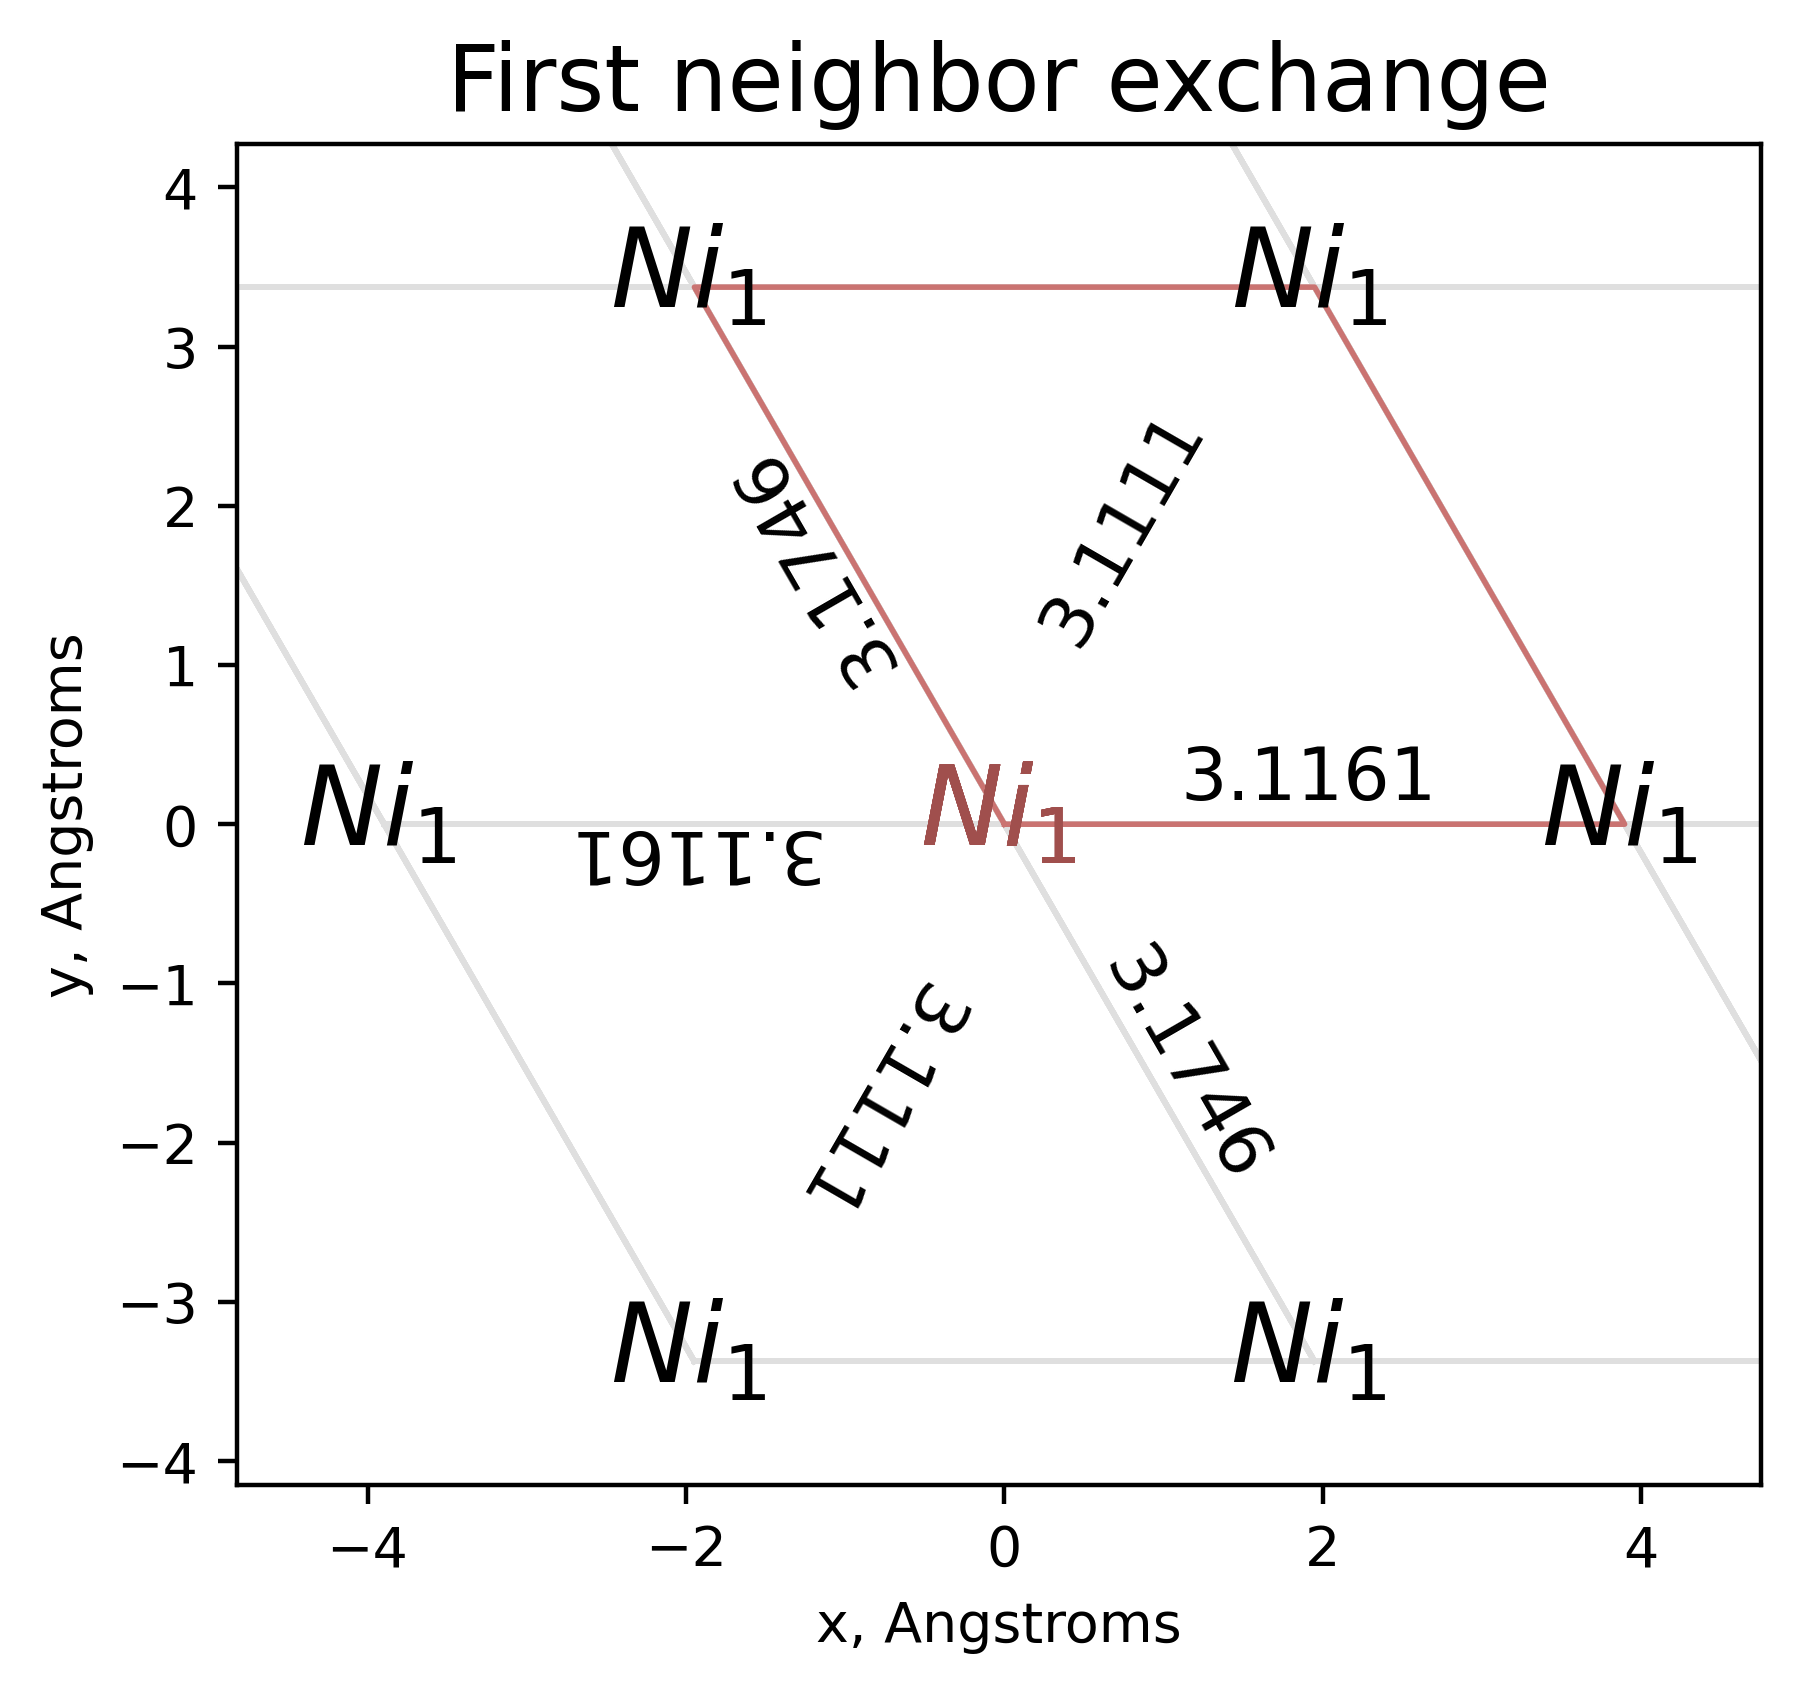 First neighbor exchange
4
3
2
1
0
−1
−2
−3
−4
y, Angstroms
Ni1
Ni1
3.1746
3.1111
Ni1
3.1161
Ni1
3.1161
Ni1
3.1111
3.1746
Ni1
Ni1
−4
−2
0
2
4
x, Angstroms